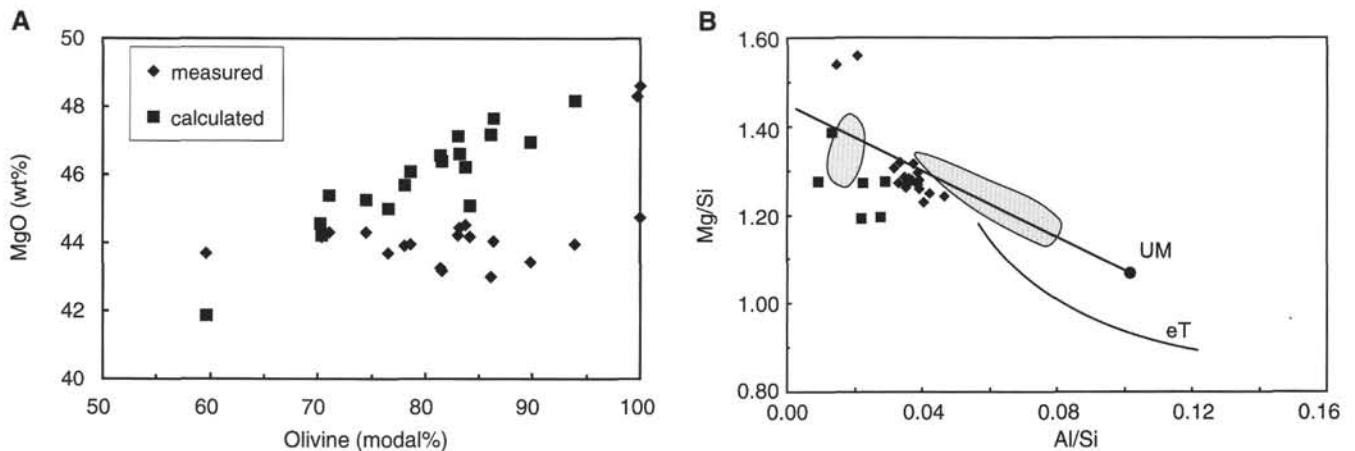 A
50
48
46
44
42
40
MgO (wt%)
measured
calculated
50
60
70
80
90
100
Olivine (modal%)
B
1.60
1.40
1.20
1.00
0.80
Mg/Si
UM
eT
0.00
0.04
0.08
0.12
0.16
Al/Si